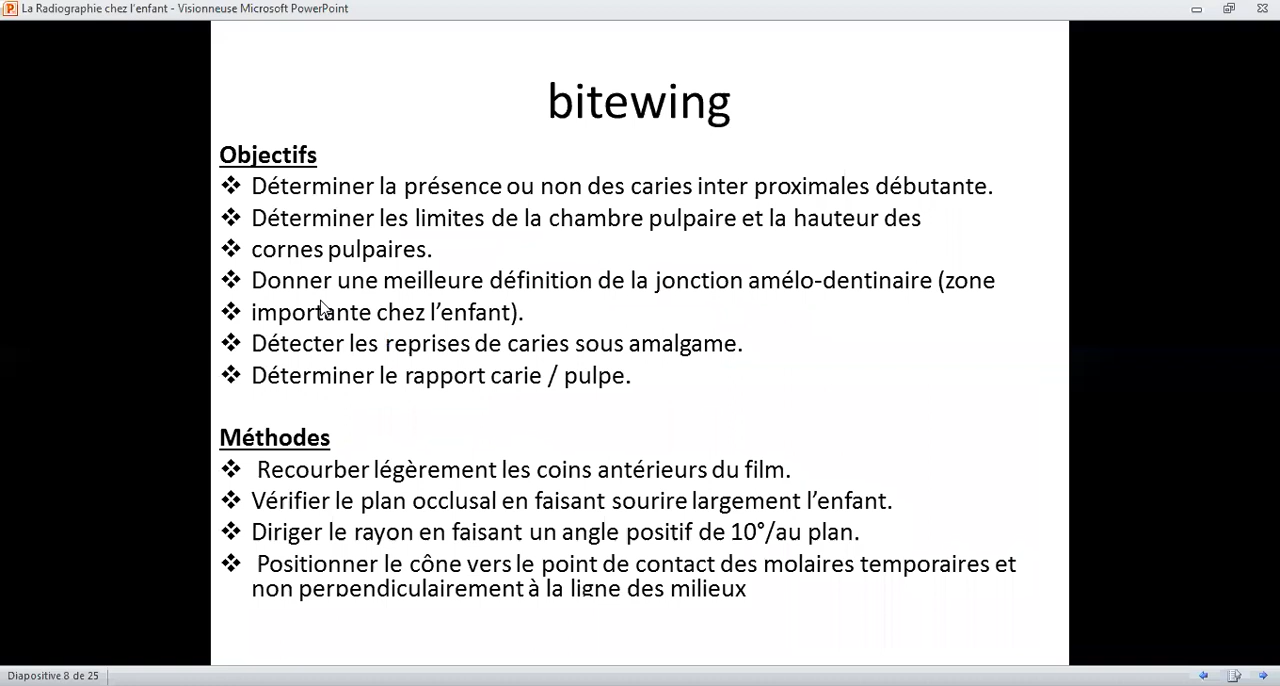 La Radiographie chez l'enfant - Visionneuse Microsoft PowerPoint
bitewing
Objectifs
❖ Déterminer la présence ou non des caries inter proximales débutante.
❖ Déterminer les limites de la chambre pulpaire et la hauteur des
❖ cornes pulpaires.
❖ Donner une meilleure définition de la jonction amélo-dentinaire (zone
❖ importante chez l'enfant).
❖ Détecter les reprises de caries sous amalgame.
❖ Déterminer le rapport carie / pulpe.
Méthodes
❖ Recourber légèrement les coins antérieurs du film.
❖ Vérifier le plan occlusal en faisant sourire largement l'enfant.
❖ Diriger le rayon en faisant un angle positif de 10°/au plan.
❖ Positionner le cône vers le point de contact des molaires temporaires et
non perpendiculairement à la ligne des milieux
Diapositive 8 de 25